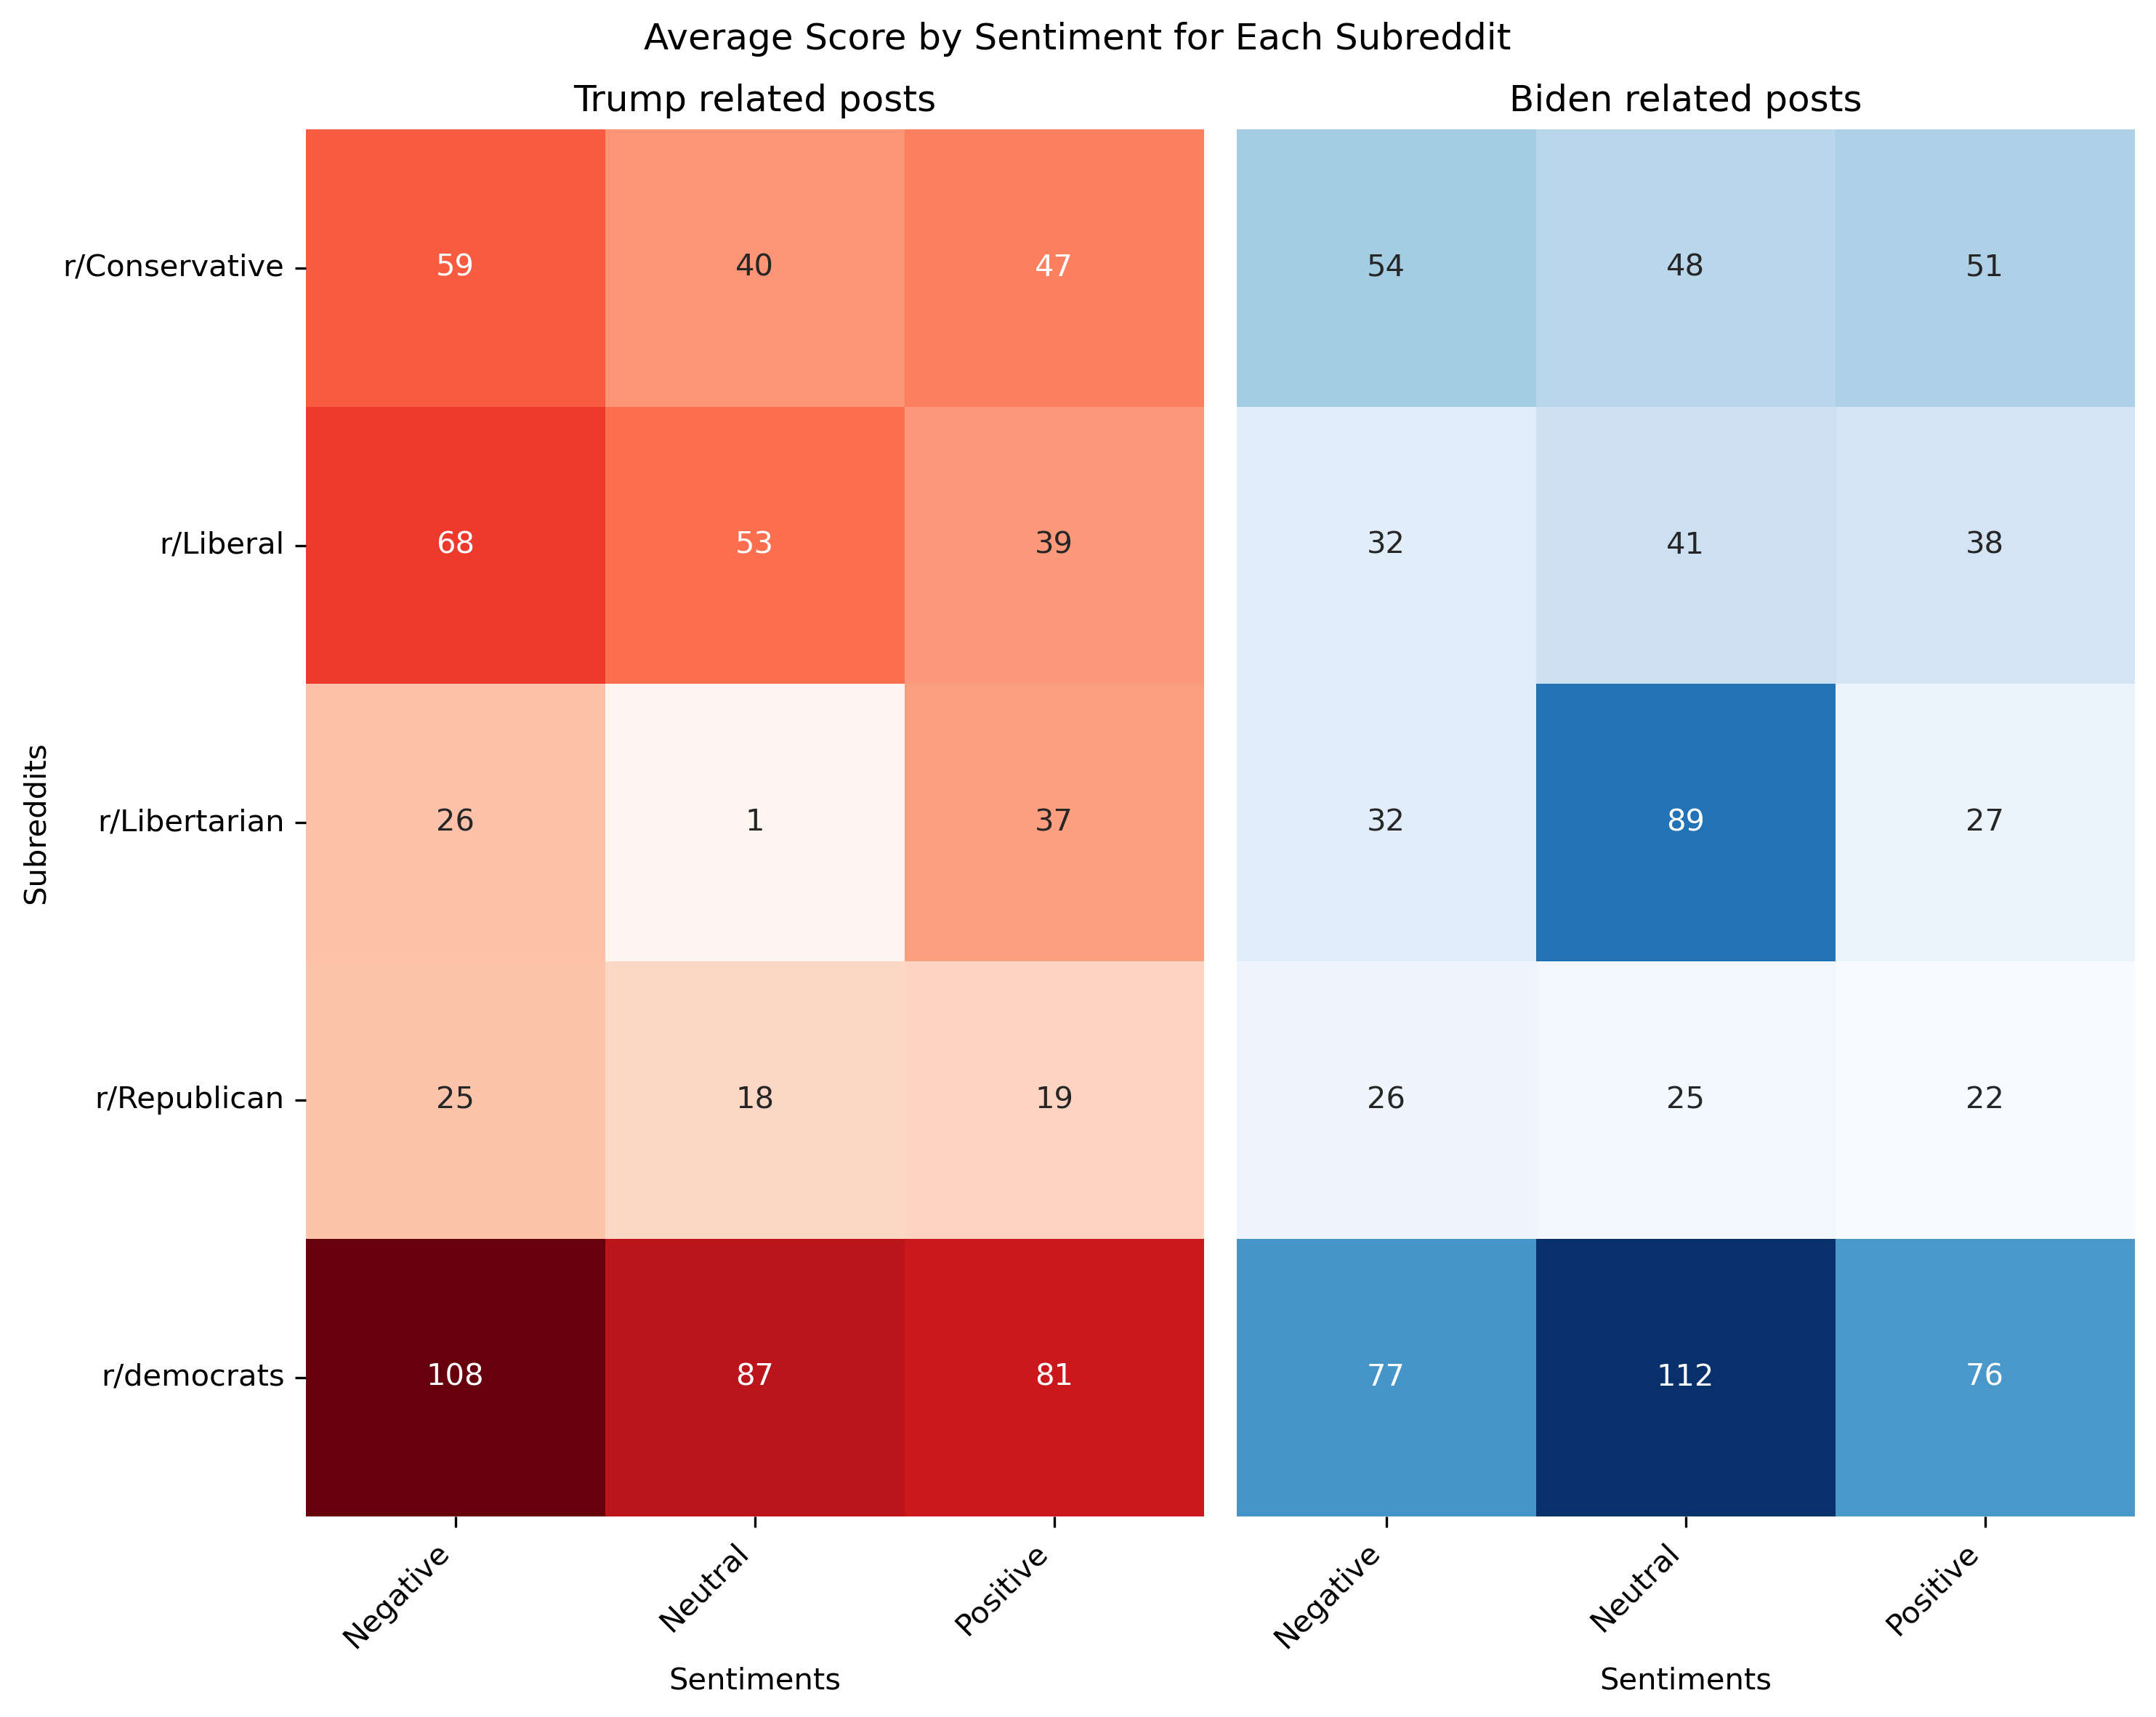 Average Score by Sentiment for Each Subreddit
Trump related posts
Biden related posts
Subreddits
r/Conservative
59 40 47 54 48 51
r/Liberal
68 53 39 32 41 38
r/Libertarian
26 1 37 32 89 27
r/Republican
25 18 19 26 25 22
r/democrats
108 87 81 77 112 76
Negative Neutral Positive Negative Neutral Positive
Sentiments
Sentiments